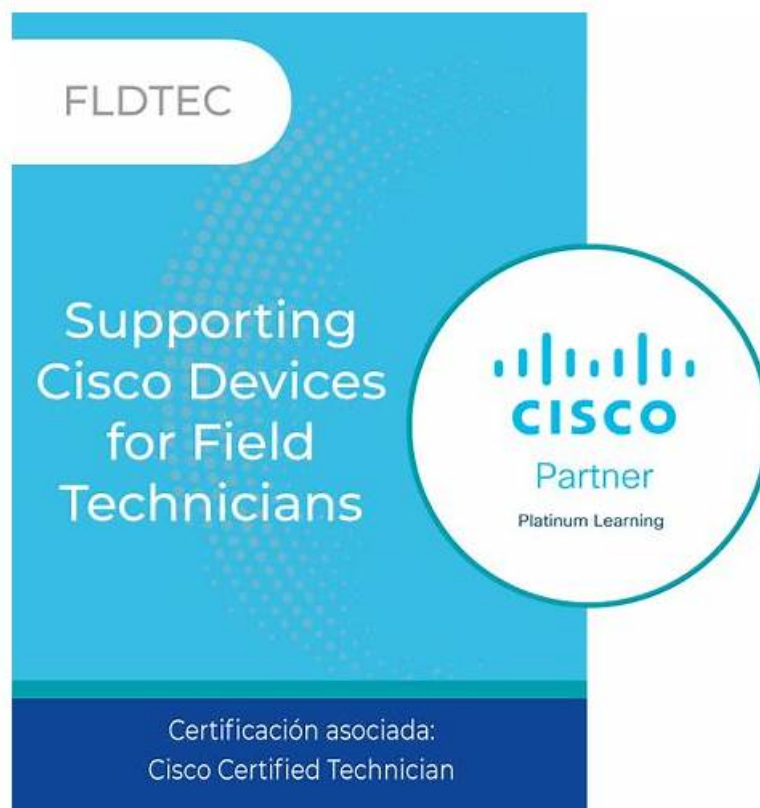 FLDTEC
Supporting
Cisco Devices
for Field
Technicians
CISCO
Partner
Platinum Learning
Certificación asociada:
Cisco Certified Technician